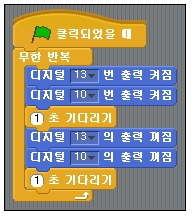 클릭되었을 때
무한 반복
디지털 13 번 출력 켜짐
디지털 10 번 출력 켜짐
1 초 기다리기
디지털 13 의 출력 꺼짐
디지털 10 의 출력 꺼짐
1 초 기다리기